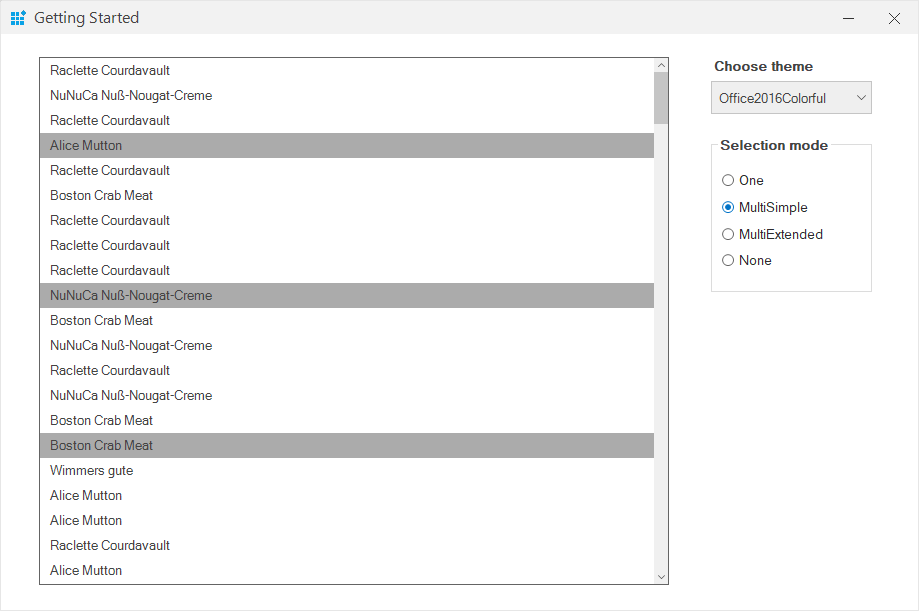 Getting Started
Raclette Courdavault
NuNuCa Nuß-Nougat-Creme
Raclette Courdavault
Alice Mutton
Raclette Courdavault
Boston Crab Meat
Raclette Courdavault
Raclette Courdavault
Raclette Courdavault
NuNuCa Nuß-Nougat-Creme
Boston Crab Meat
NuNuCa Nuß-Nougat-Creme
Raclette Courdavault
NuNuCa Nuß-Nougat-Creme
Boston Crab Meat
Boston Crab Meat
Wimmers gute
Alice Mutton
Alice Mutton
Raclette Courdavault
Alice Mutton
Choose theme
Office2016Colorful
Selection mode
One
MultiSimple
MultiExtended
None